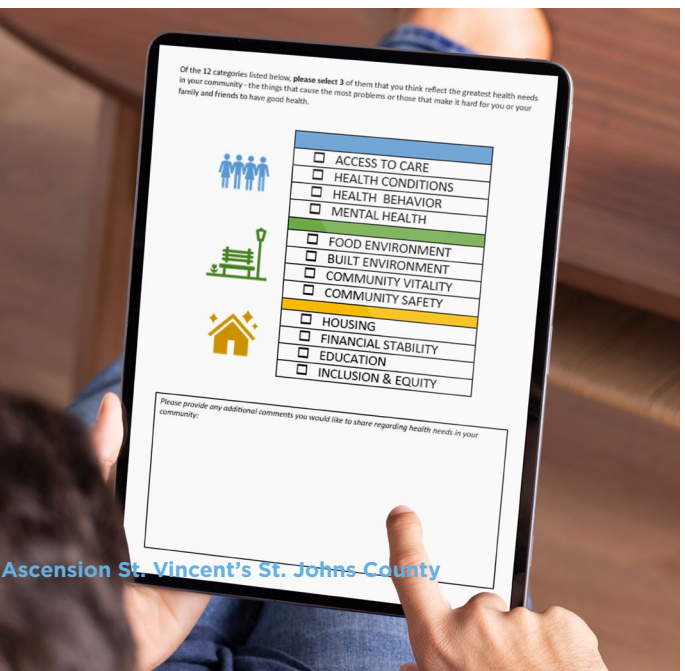 Of the 12 categories listed below, please select 3 of them that you think reflect the greatest health needs
in your community - the things that cause the most problems or those that make it hard for you or your
family and friends to have good health.
ACCESS TO CARE
HEALTH CONDITIONS
HEALTH BEHAVIOR
MENTAL HEALTH
FOOD ENVIRONMENT
BUILT ENVIRONMENT
COMMUNITY VITALITY
COMMUNITY SAFETY
HOUSING
FINANCIAL STABILITY
EDUCATION
INCLUSION & EQUITY
Please provide any additional comments you would like to share regarding health needs in your
community:
Ascension St. Vincent's St. Johns County